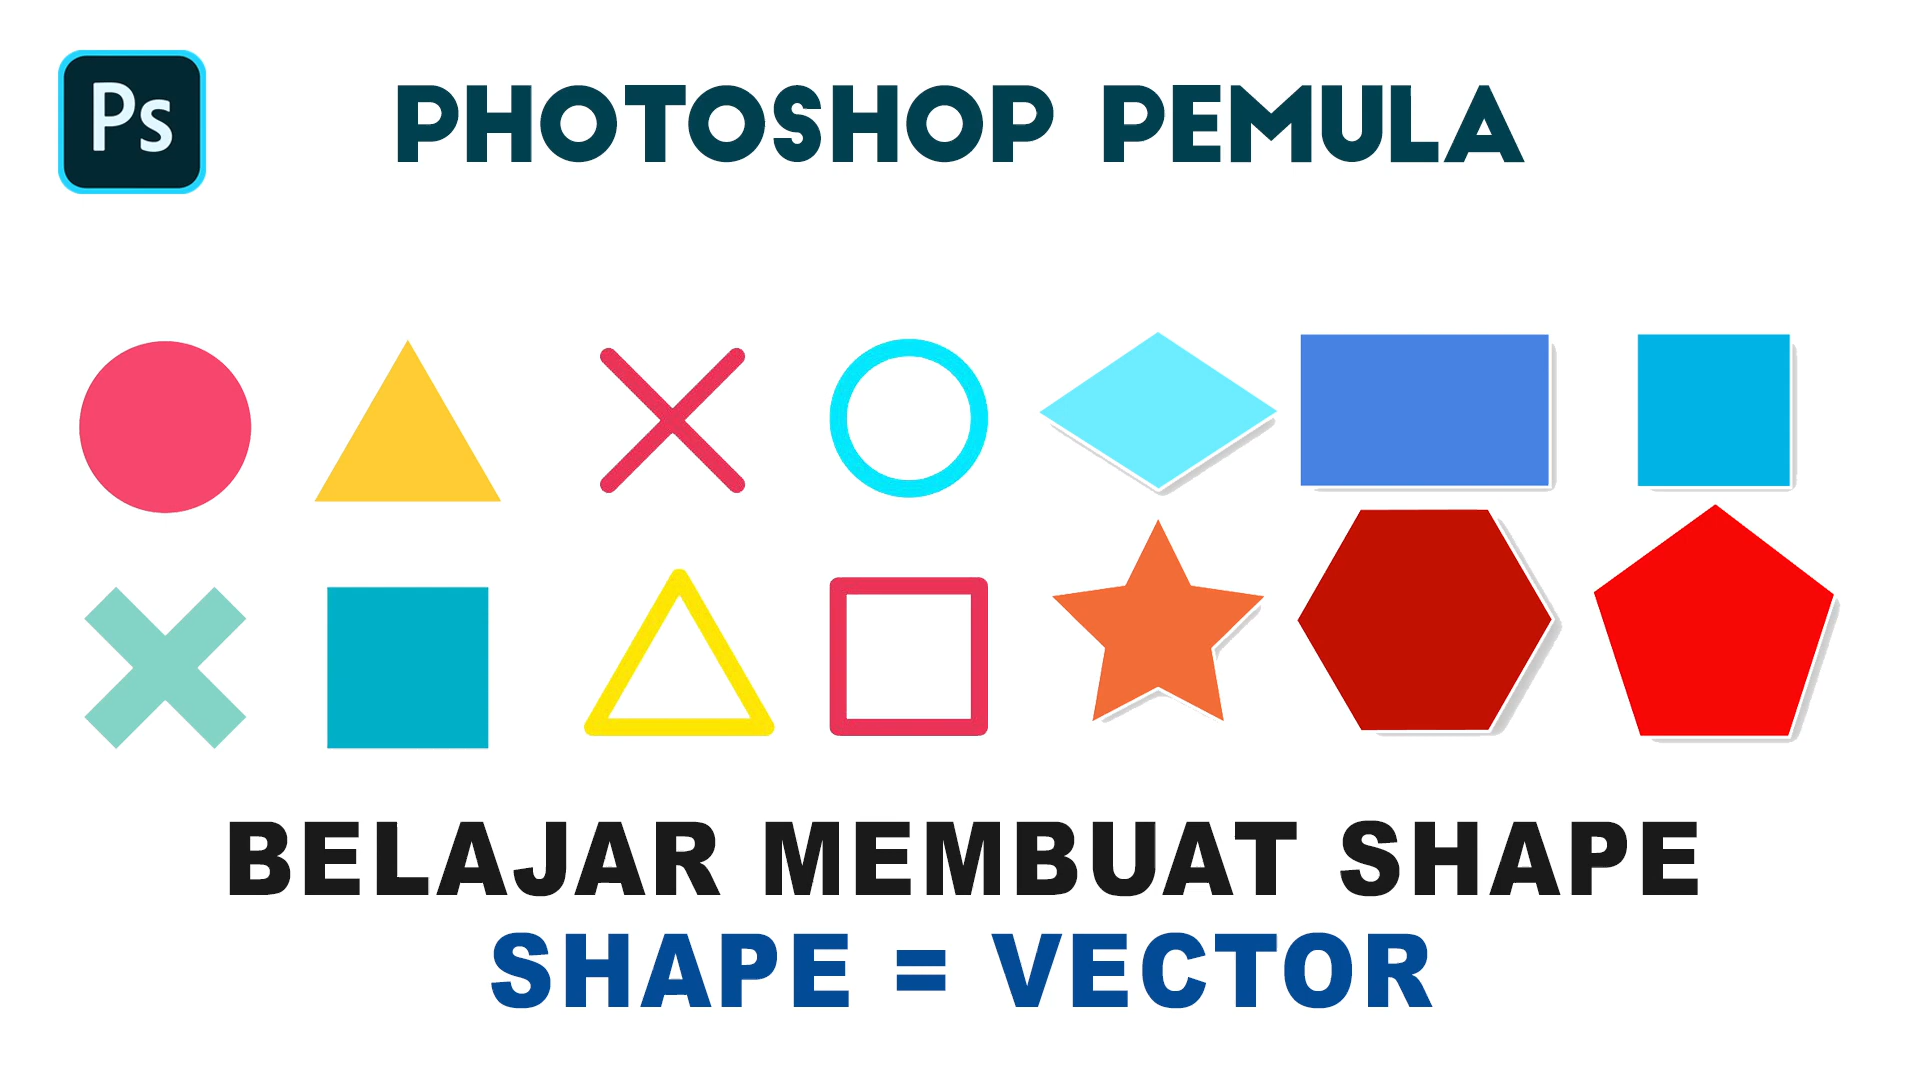 Ps
PHOTOSHOP PEMULA
BELAJAR MEMBUAT SHAPE
SHAPE = VECTOR